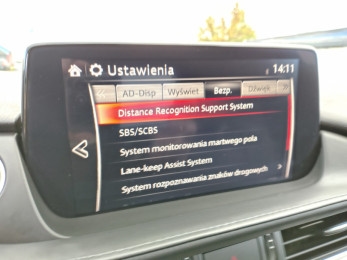 Ustawienia 14:11
AD-Disp Wyświet Bezp. Dźwięk
Distance Recognition Support System
SBS/SCBS
System monitorowania martwego pola
Lane-keep Assist System
System rozpoznawania znaków drogowych